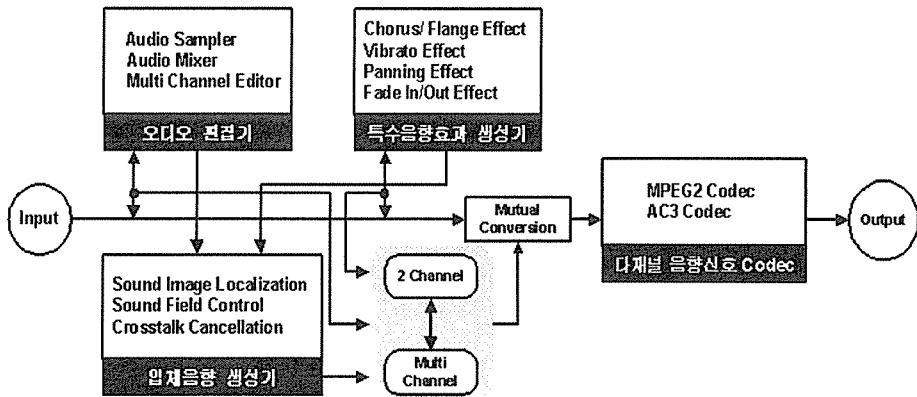 Audio Sampler
Audio Mixer
Multi Channel Editor
오디오 편집기
Chorus/ Flange Effect
Vibrato Effect
Panning Effect
Fade In/Out Effect
특수음향효과 생성기
Input
Mutual
Conversion
MPEG2 Codec
AC3 Codec
다채널 음향신호 Codec
Output
Sound Image Localization
Sound Field Control
Crosstalk Cancellation
입체음향 생성기
2 Channel
Multi
Channel